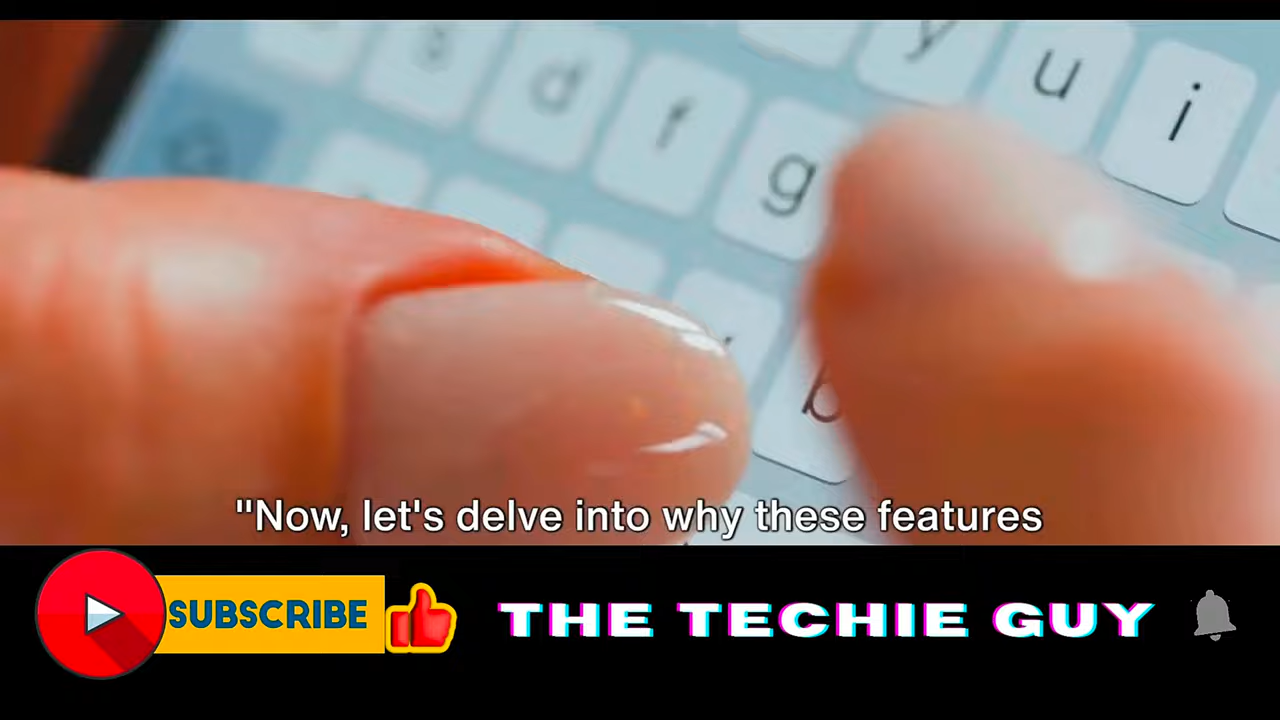 y u i
s d f g
b
"Now, let's delve into why these features
SUBSCRIBE
THE TECHIE GUY